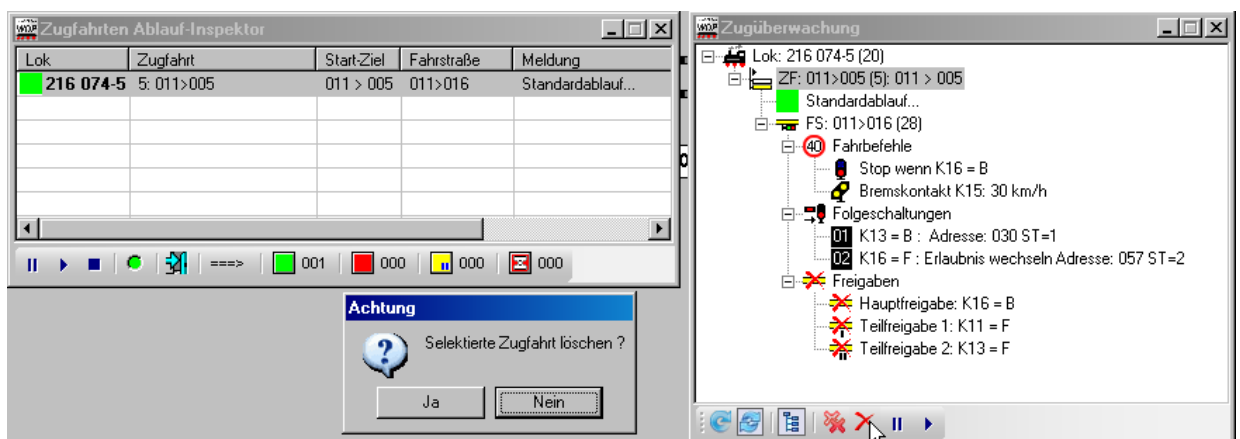 Zugfahrten Ablauf-Inspektor
Lok Zugfahrt Start-Ziel Fahrstraße Meldung
216 074-5 5: 011>005 011 > 005 011>016 Standardablauf...
===> 001 000 000 000
Achtung
Selektierte Zugfahrt löschen ?
Ja Nein
Zugüberwachung
Lok: 216 074-5 (20)
ZF: 011>005 (5): 011 > 005
Standardablauf...
FS: 011>016 (28)
40 Fahrbefehle
Stop wenn K16 = B
Bremskontakt K15: 30 km/h
Folgeschaltungen
01 K13 = B : Adresse: 030 ST=1
02 K16 = F : Erlaubnis wechseln Adresse: 057 ST=2
Freigaben
Hauptfreigabe: K16 = B
Teilfreigabe 1: K11 = F
Teilfreigabe 2: K13 = F